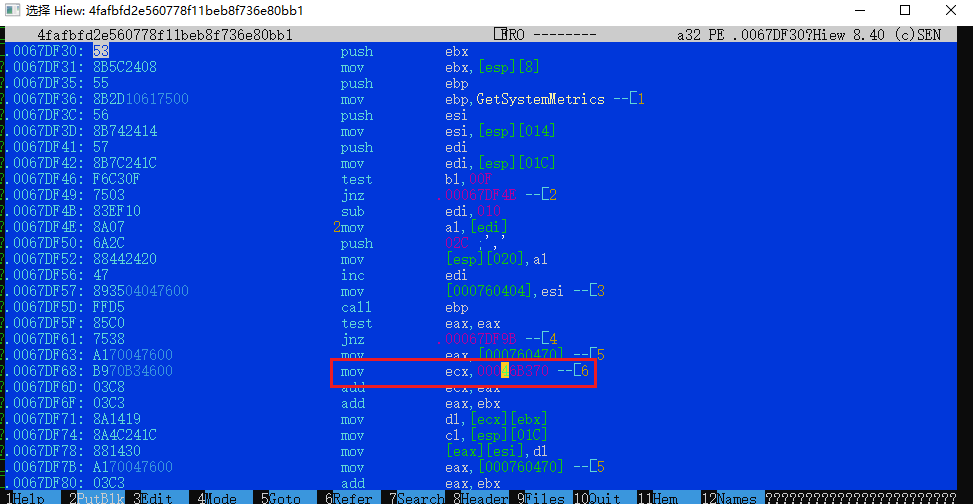 选择 Hiew: 4fafbfd2e560778f11beb8f736e80bb1
4fafbfd2e560778f11beb8f736e80bb1 FRO -------- a32 PE .0067DF30?Hiew 8.40 (c)SEN
.0067DF30: 53 push ebx
.0067DF31: 8B5C2408 mov ebx,[esp][8]
.0067DF35: 55 push ebp
.0067DF36: 8B2D10617500 mov ebp,GetSystemMetrics --[1
.0067DF3C: 56 push esi
.0067DF3D: 8B742414 mov esi,[esp][014]
.0067DF41: 57 push edi
.0067DF42: 8B7C241C mov edi,[esp][01C]
.0067DF46: F6C30F test bl,00F
.0067DF49: 7503 jnz .00067DF4E --[2
.0067DF4B: 83EF10 sub edi,010
.0067DF4E: 8A07 2mov al,[edi]
.0067DF50: 6A2C push 02C ;','
.0067DF52: 88442420 mov [esp][020],al
.0067DF56: 47 inc edi
.0067DF57: 893504047600 mov [000760404],esi --[3
.0067DF5D: FFD5 call ebp
.0067DF5F: 85C0 test eax,eax
.0067DF61: 7538 jnz .00067DF9B --[4
.0067DF63: A170047600 mov eax,[000760470] --[5
.0067DF68: B970B34600 mov ecx,00046B370 --[6
.0067DF6D: 03C8 add ecx,eax
.0067DF6F: 03C3 add eax,ebx
.0067DF71: 8A1419 mov dl,[ecx][ebx]
.0067DF74: 8A4C241C mov cl,[esp][01C]
.0067DF78: 881430 mov [eax][esi],dl
.0067DF7B: A170047600 mov eax,[000760470] --[5
.0067DF80: 03C3 add eax,ebx
1Help 2PutBlk 3Edit 4Mode 5Goto 6Refer 7Search 8Header 9Files 10Quit 11Hem 12Names